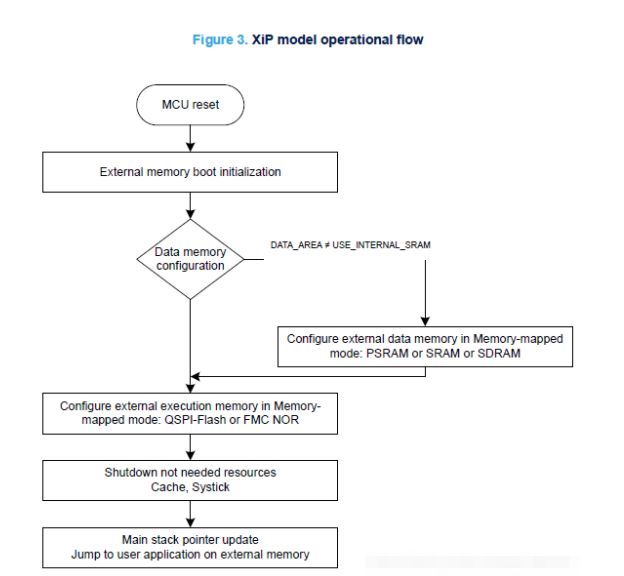 Figure 3. XiP model operational flow
MCU reset
External memory boot initialization
Data memory
configuration
DATA_AREA ≠ USE_INTERNAL_SRAM
Configure external data memory in Memory-mapped
mode: PSRAM or SRAM or SDRAM
Configure external execution memory in Memory-
mapped mode: QSPI-Flash or FMC NOR
Shutdown not needed resources
Cache, Systick
Main stack pointer update
Jump to user application on external memory